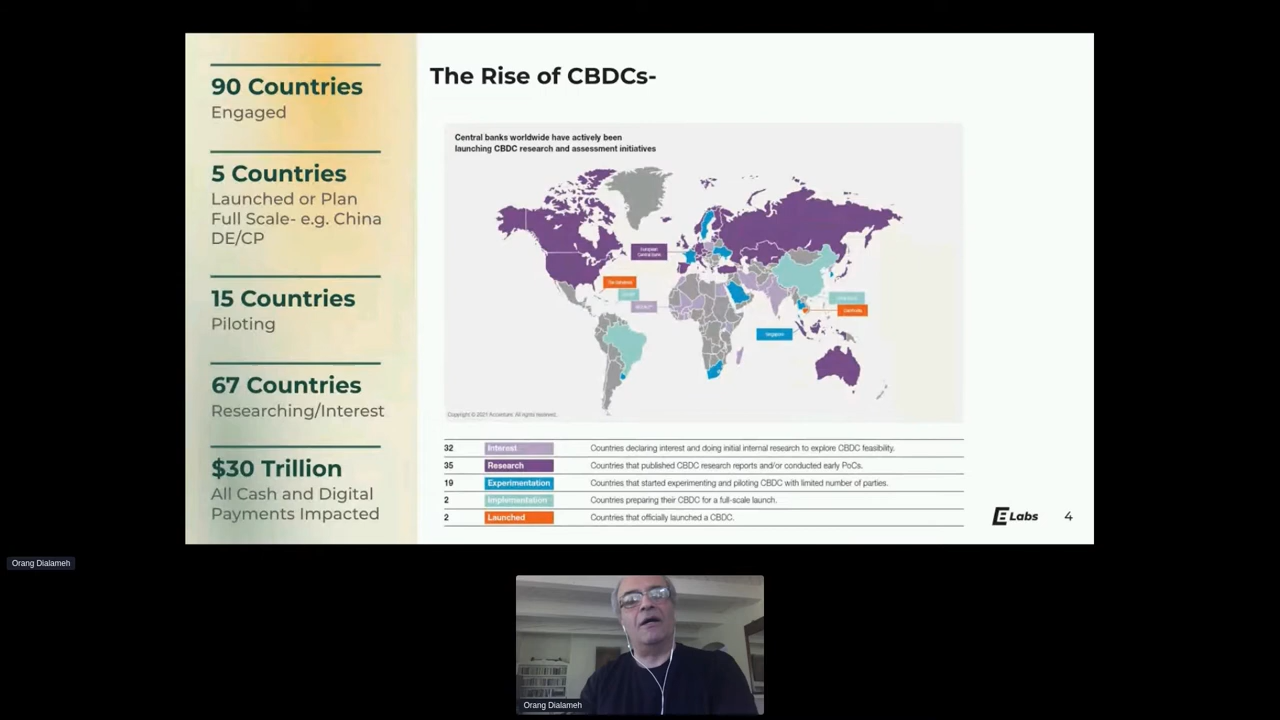 90 Countries
Engaged
5 Countries
Launched or Plan
Full Scale- e.g. China
DE/CP
15 Countries
Piloting
67 Countries
Researching/Interest
$30 Trillion
All Cash and Digital
Payments Impacted
The Rise of CBDCs-
Central banks worldwide have actively been
launching CBDC research and assessment initiatives
European
Central Bank
Singapore
Copyright © 2021 Accenture. All rights reserved.
32 Interest Countries declaring interest and doing initial internal research to explore CBDC feasibility.
35 Research Countries that published CBDC research reports and/or conducted early PoCs.
19 Experimentation Countries that started experimenting and piloting CBDC with limited number of parties.
2 Implementation Countries preparing their CBDC for a full-scale launch.
2 Launched Countries that officially launched a CBDC.
Labs
4
Orang Dialameh
Orang Dialameh